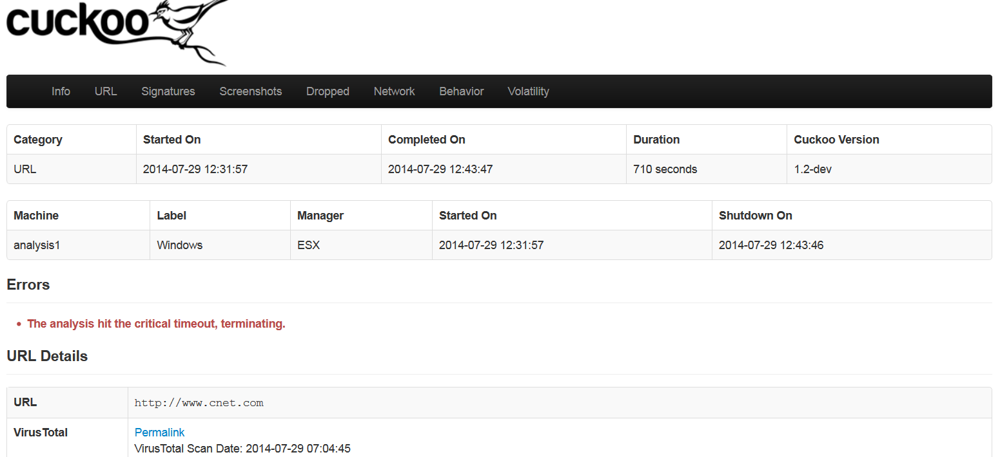 cuckoo
Info URL Signatures Screenshots Dropped Network Behavior Volatility
Category Started On Completed On Duration Cuckoo Version
URL 2014-07-29 12:31:57 2014-07-29 12:43:47 710 seconds 1.2-dev
Machine Label Manager Started On Shutdown On
analysis1 Windows ESX 2014-07-29 12:31:57 2014-07-29 12:43:46
Errors
• The analysis hit the critical timeout, terminating.
URL Details
URL http://www.cnet.com
VirusTotal Permalink
VirusTotal Scan Date: 2014-07-29 07:04:45